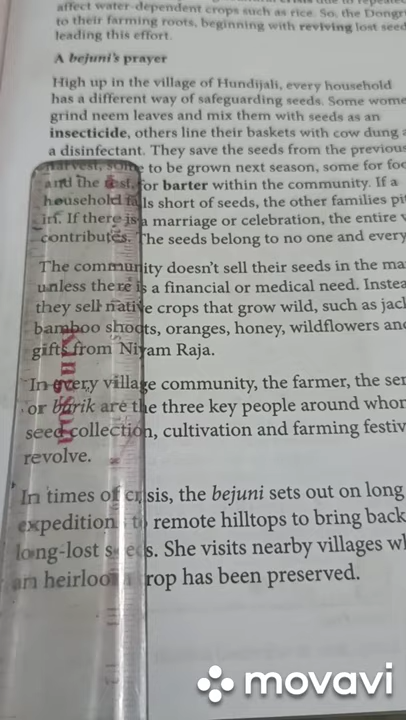 affect water-dependent crops such as rice. So, the Dongr
to their farming roots, beginning with reviving lost seed
leading this effort.
A bejuni's prayer
High up in the village of Hundijali, every household
has a different way of safeguarding seeds. Some wome
grind neem leaves and mix them with seeds as an
insecticide, others line their baskets with cow dung a
a disinfectant. They save the seeds from the previous
harvest, some to be grown next season, some for foo
and the rest, for barter within the community. If a
household falls short of seeds, the other families pi
in. If there is a marriage or celebration, the entire v
contributes. The seeds belong to no one and every
The community doesn't sell their seeds in the ma
unless there is a financial or medical need. Instea
they sell native crops that grow wild, such as jack
bamboo shoots, oranges, honey, wildflowers and
gifts from Niyam Raja.
In every village community, the farmer, the ser
or barik are the three key people around whor
seed collection, cultivation and farming festiv
revolve.
In times of crisis, the bejuni sets out on long
expedition to remote hilltops to bring back
long-lost seeds. She visits nearby villages wh
an heirloom crop has been preserved.
movavi